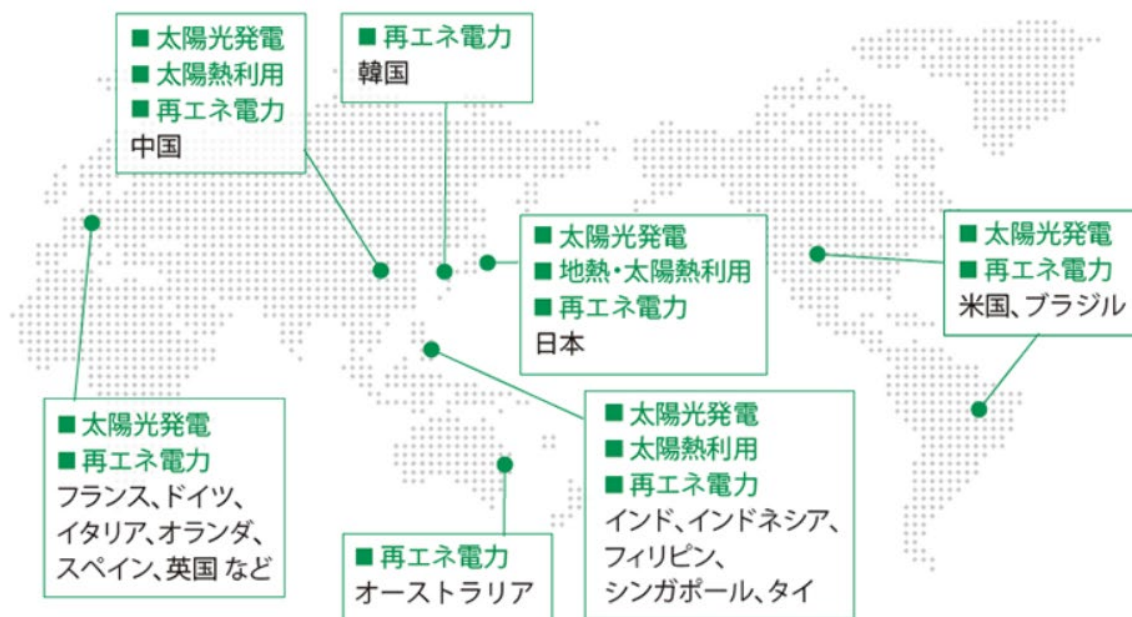 ■ 太陽光発電
■ 太陽熱利用
■ 再エネ電力
中国
■ 再エネ電力
韓国
■ 太陽光発電
■ 地熱・太陽熱利用
■ 再エネ電力
日本
■ 太陽光発電
■ 再エネ電力
米国、ブラジル
■ 太陽光発電
■ 再エネ電力
フランス、ドイツ、
イタリア、オランダ、
スペイン、英国 など
■ 再エネ電力
オーストラリア
■ 太陽光発電
■ 太陽熱利用
■ 再エネ電力
インド、インドネシア、
フィリピン、
シンガポール、タイ